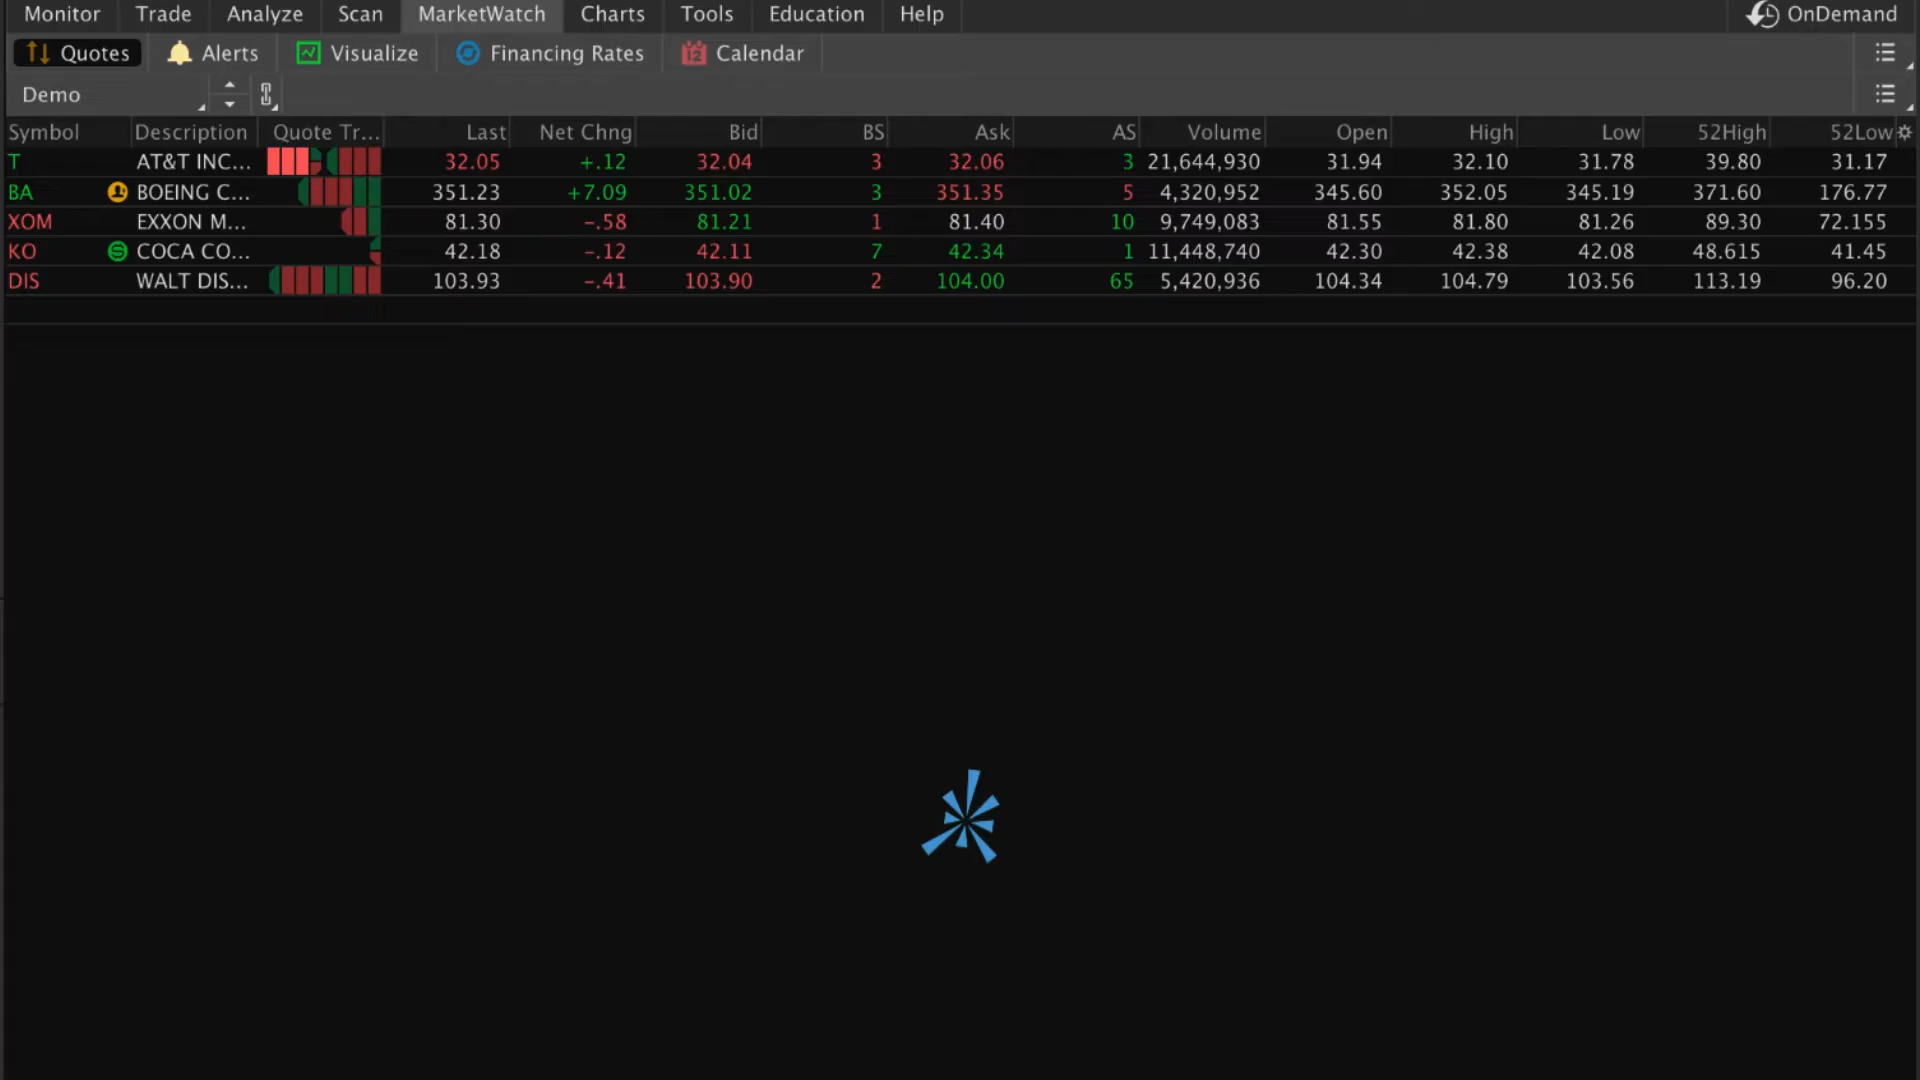 Monitor Trade Analyze Scan MarketWatch Charts Tools Education Help OnDemand
Quotes Alerts Visualize Financing Rates 12 Calendar
Demo
Symbol Description Quote Tr... Last Net Chng Bid BS Ask AS Volume Open High Low 52High 52Low
T AT&T INC... 32.05 +.12 32.04 3 32.06 3 21,644,930 31.94 32.10 31.78 39.80 31.17
BA BOEING C... 351.23 +7.09 351.02 3 351.35 5 4,320,952 345.60 352.05 345.19 371.60 176.77
XOM EXXON M... 81.30 -.58 81.21 1 81.40 10 9,749,083 81.55 81.80 81.26 89.30 72.155
KO COCA CO... 42.18 -.12 42.11 7 42.34 1 11,448,740 42.30 42.38 42.08 48.615 41.45
DIS WALT DIS... 103.93 -.41 103.90 2 104.00 65 5,420,936 104.34 104.79 103.56 113.19 96.20